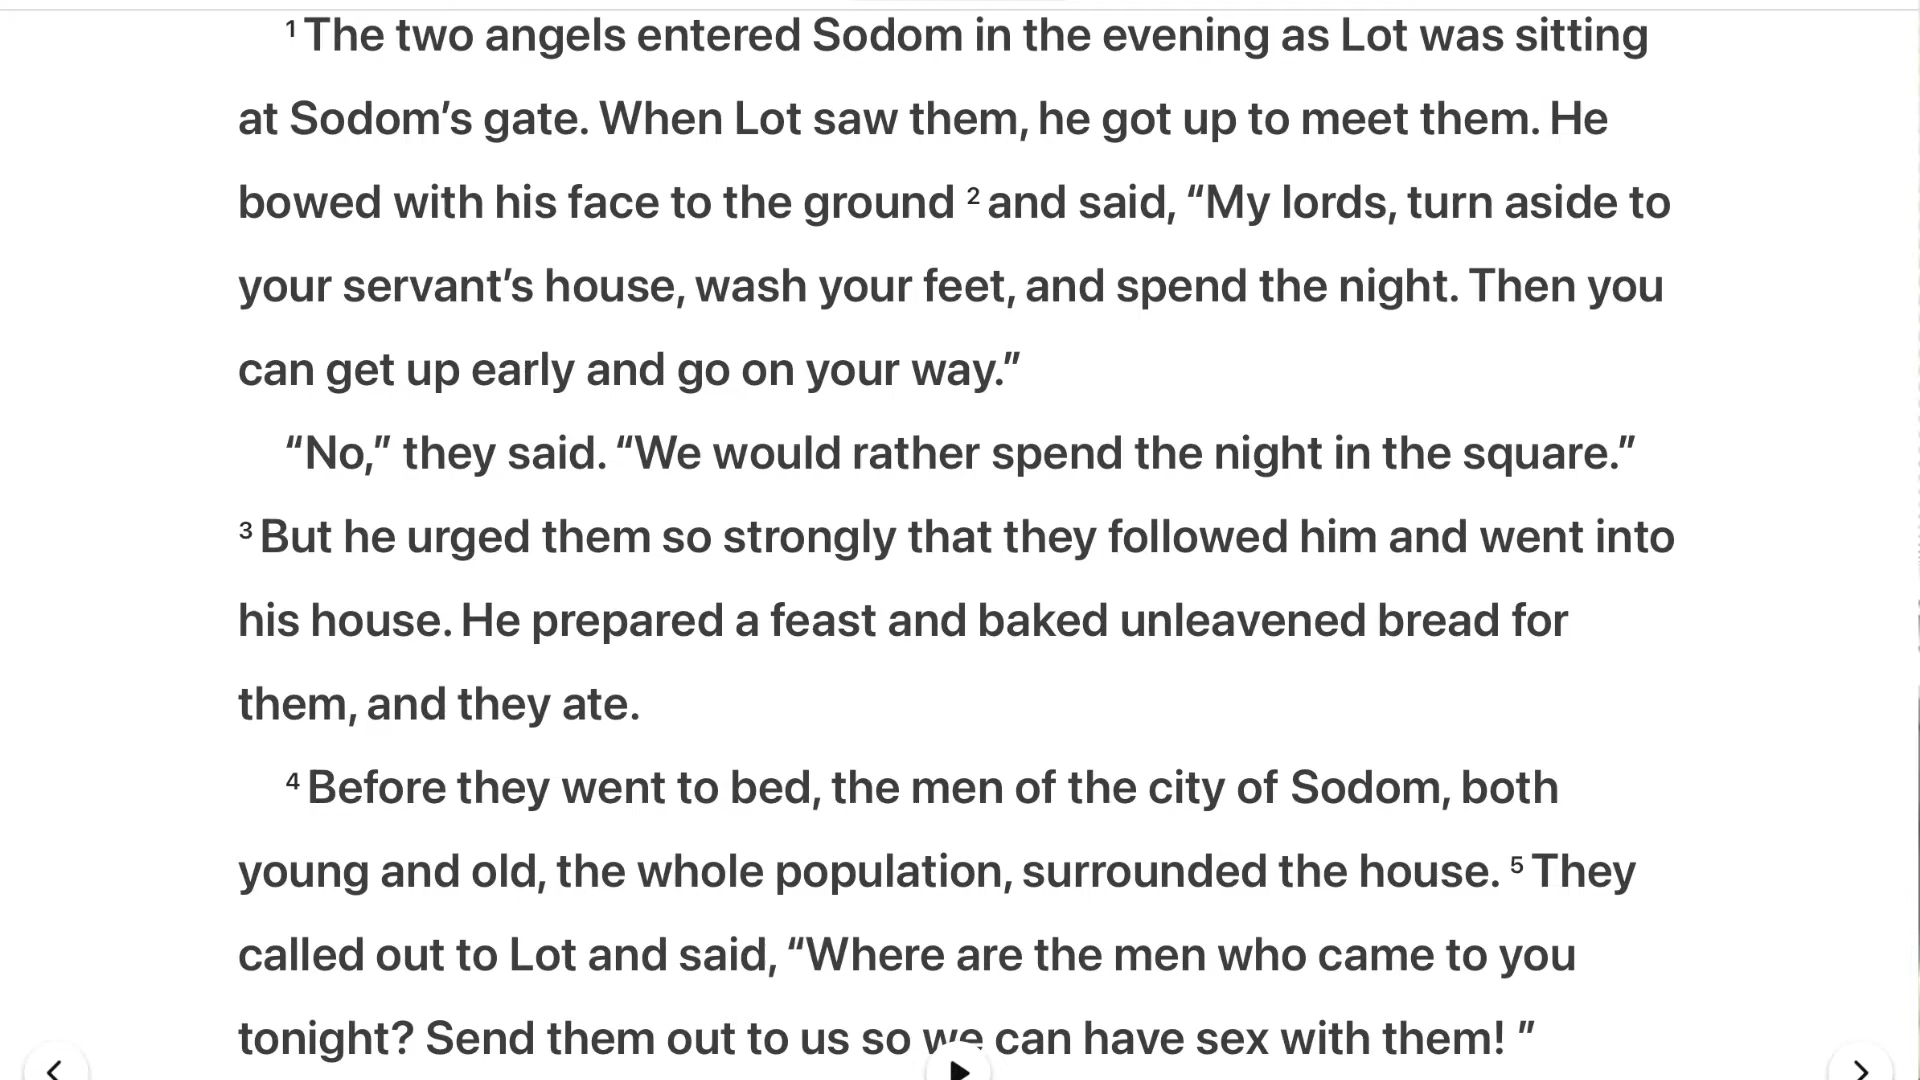 1 The two angels entered Sodom in the evening as Lot was sitting
at Sodom’s gate. When Lot saw them, he got up to meet them. He
bowed with his face to the ground 2 and said, “My lords, turn aside to
your servant’s house, wash your feet, and spend the night. Then you
can get up early and go on your way.”
“No,” they said. “We would rather spend the night in the square.”
3 But he urged them so strongly that they followed him and went into
his house. He prepared a feast and baked unleavened bread for
them, and they ate.
4 Before they went to bed, the men of the city of Sodom, both
young and old, the whole population, surrounded the house. 5 They
called out to Lot and said, “Where are the men who came to you
tonight? Send them out to us so we can have sex with them! ”